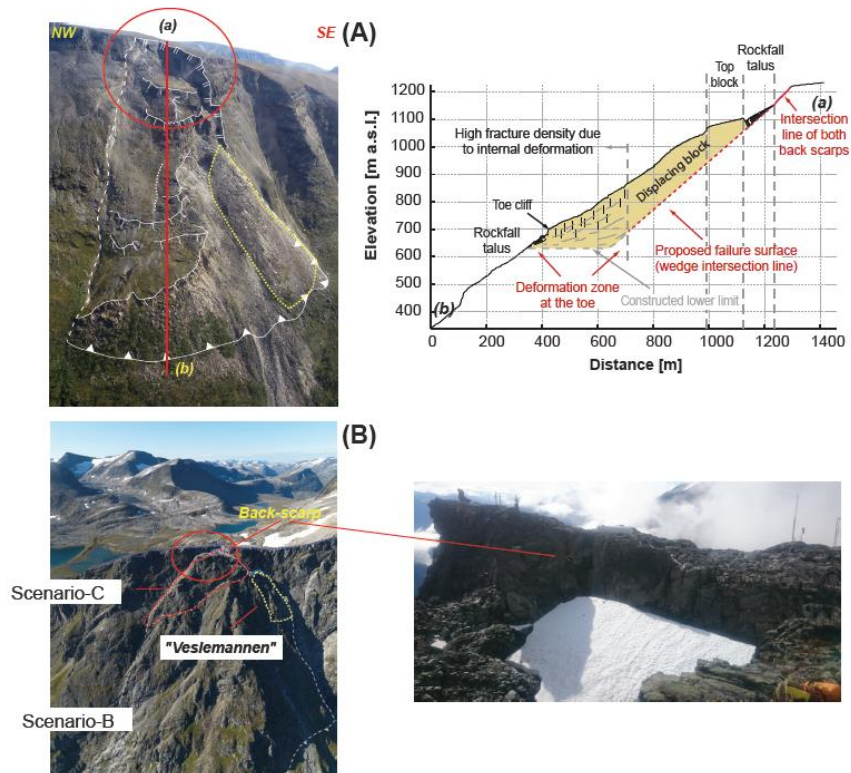 NW
(a)
SE
(A)
(b)
Rockfall
talus
Top
block
(a)
Intersection
line of both
back scarps
High fracture density due
to internal deformation
Displacing block
Toe cliff
Rockfall
talus
Proposed failure surface
(wedge intersection line)
Deformation zone
at the toe
Constructed lower limit
(b)
Elevation [m a.s.l.]
1200
1100
1000
900
800
700
600
500
400
0
200
400
600
800
1000
1200
1400
Distance [m]
(B)
Back-scarp
Scenario-C
"Veslemannen"
Scenario-B